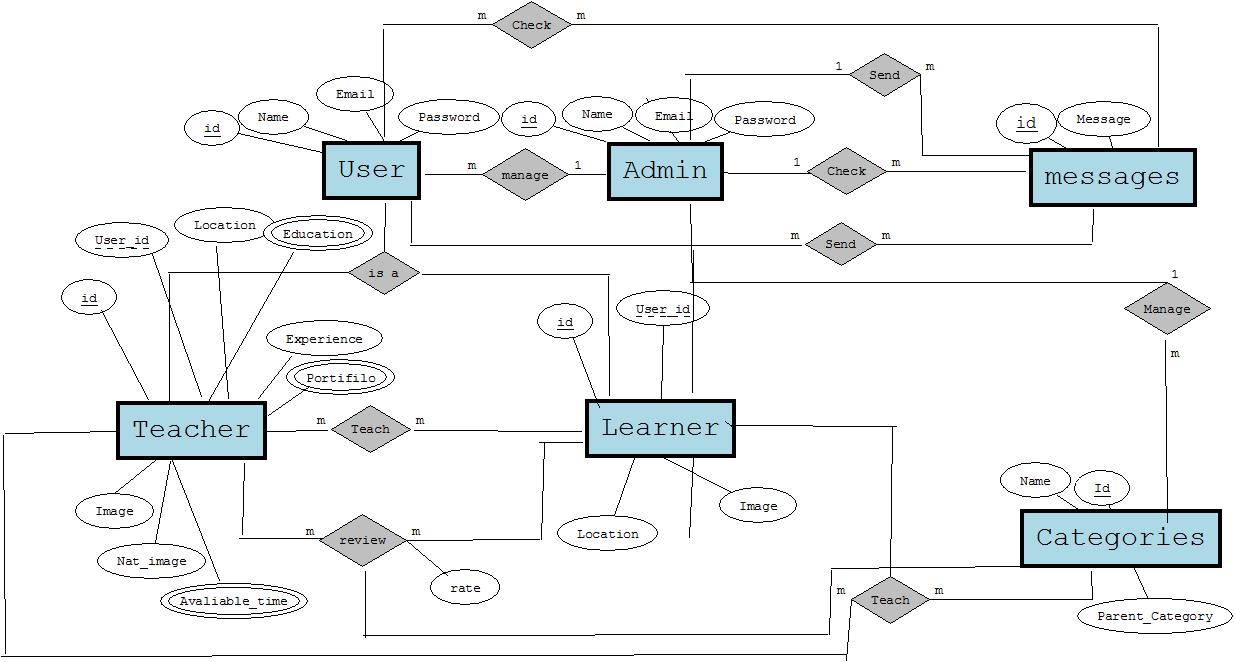 m Check m
1 Send m
Email
id Name Password
id Name Email Password
id Message
User m manage 1 Admin 1 Check m messages
User_id Location Education
m Send m
is a
id
1
Manage
m
id User_id
Experience
Portifilo
Teacher m Teach m Learner
Image
Nat_image
Avaliable_time
m review m
rate
Location Image
Name Id
Categories
m Teach m
Parent_Category